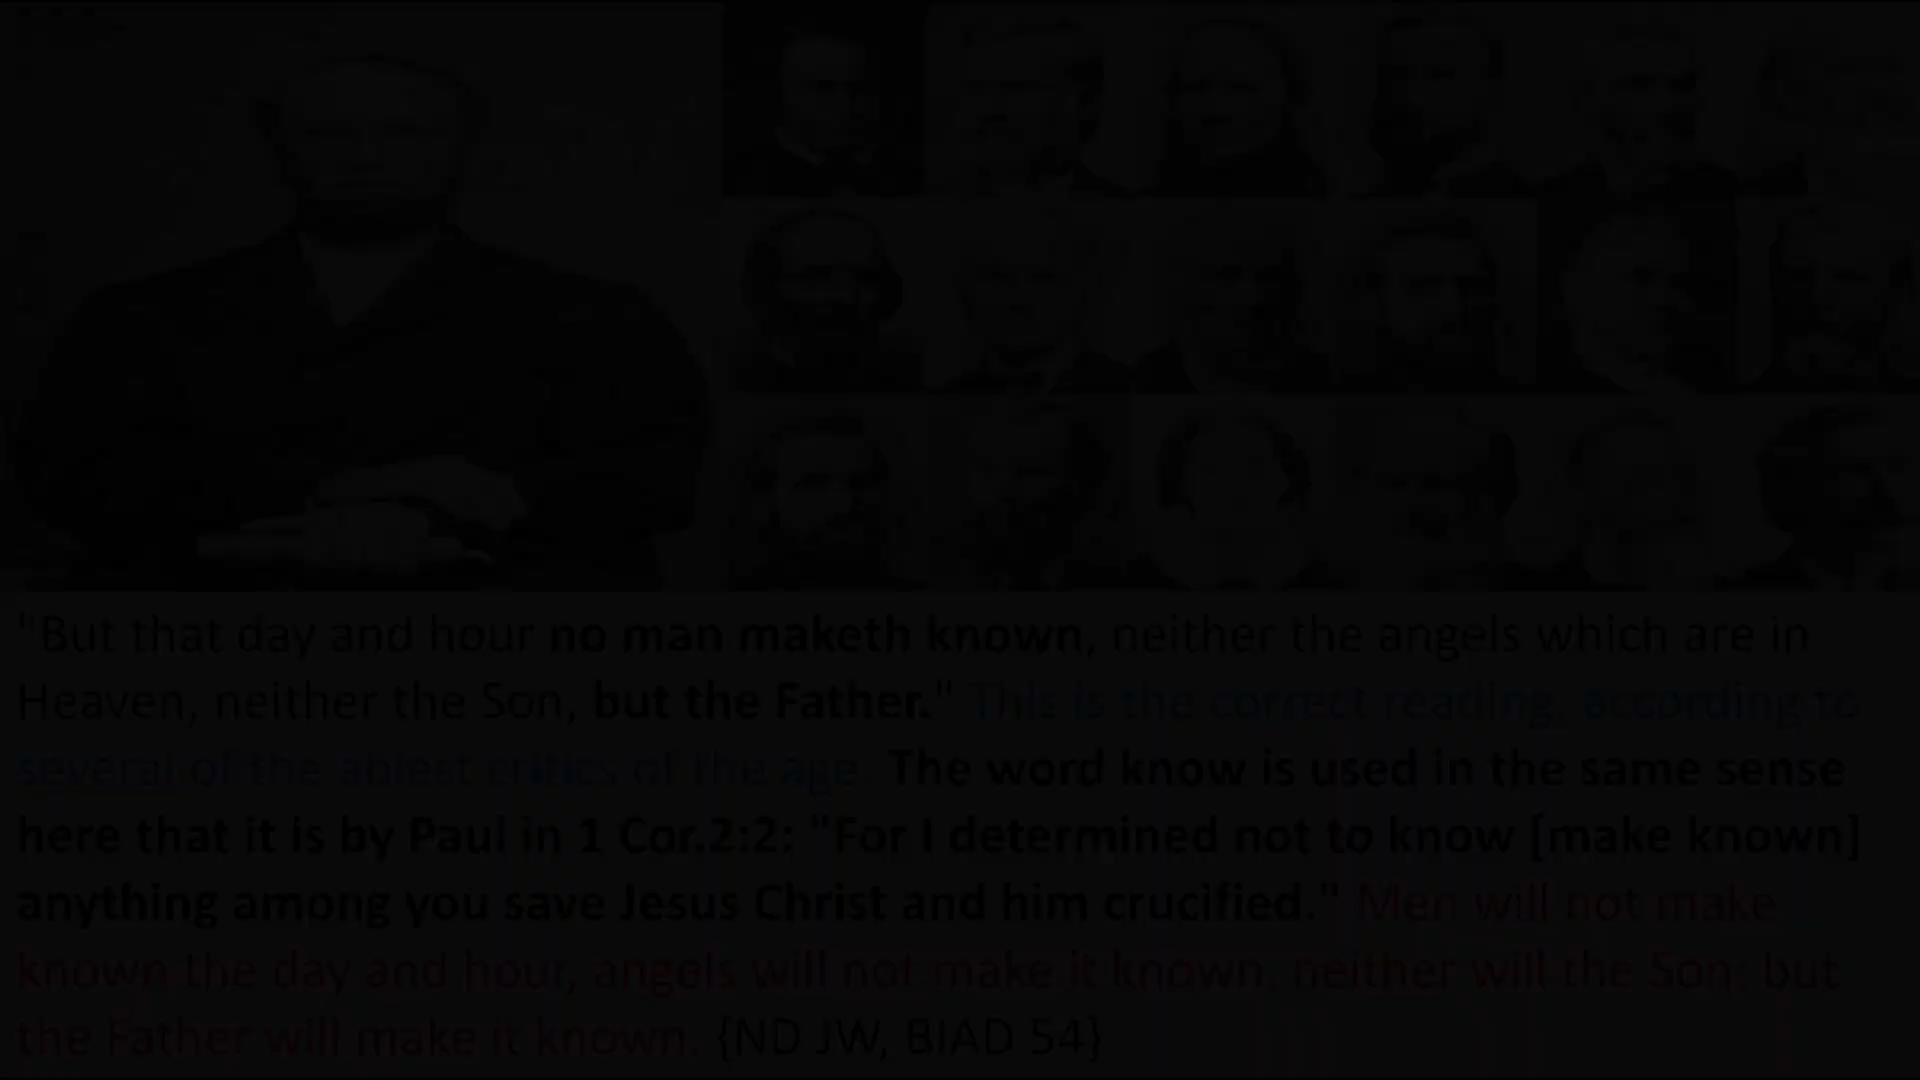 "But that day and hour no man maketh known, neither the angels which are in
Heaven, neither the Son, but the Father." This is the correct reading, according to
several of the ablest critics of the age. The word know is used in the same sense
here that it is by Paul in 1 Cor.2:2: "For I determined not to know [make known]
anything among you save Jesus Christ and him crucified." Men will not make
known the day and hour, angels will not make it known, neither will the Son; but
the Father will make it known. {ND JW, BIAD 54}